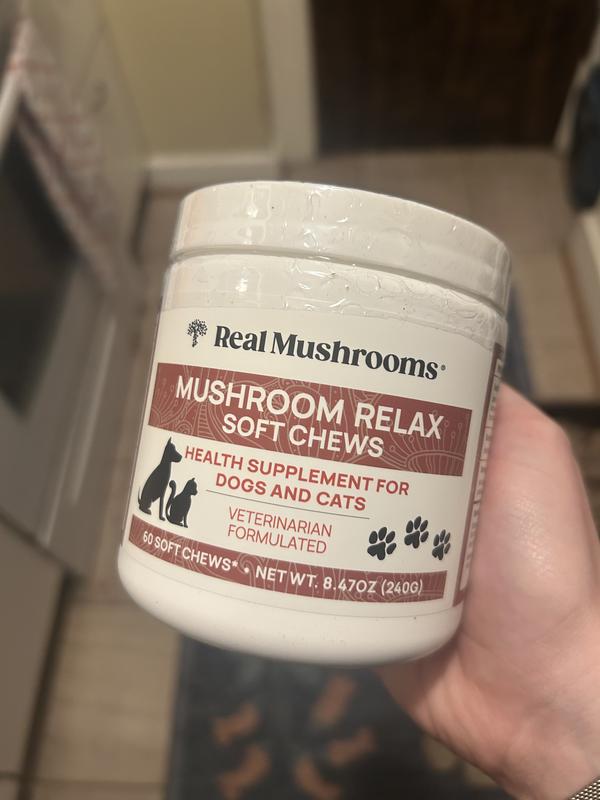 Real Mushrooms®
MUSHROOM RELAX
SOFT CHEWS
HEALTH SUPPLEMENT FOR
DOGS AND CATS
VETERINARIAN
FORMULATED
60 SOFT CHEWS* • NET WT. 8.47OZ (240G)